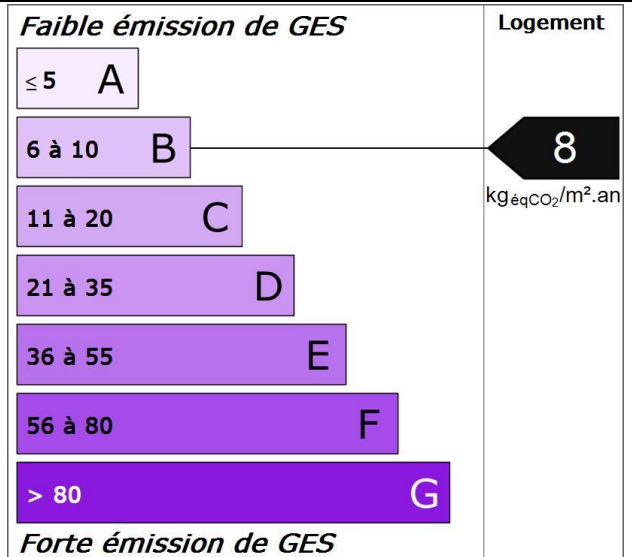 Faible émission de GES
Logement
≤ 5 A
6 à 10 B
8
kgéqCO₂/m².an
11 à 20 C
21 à 35 D
36 à 55 E
56 à 80 F
> 80 G
Forte émission de GES